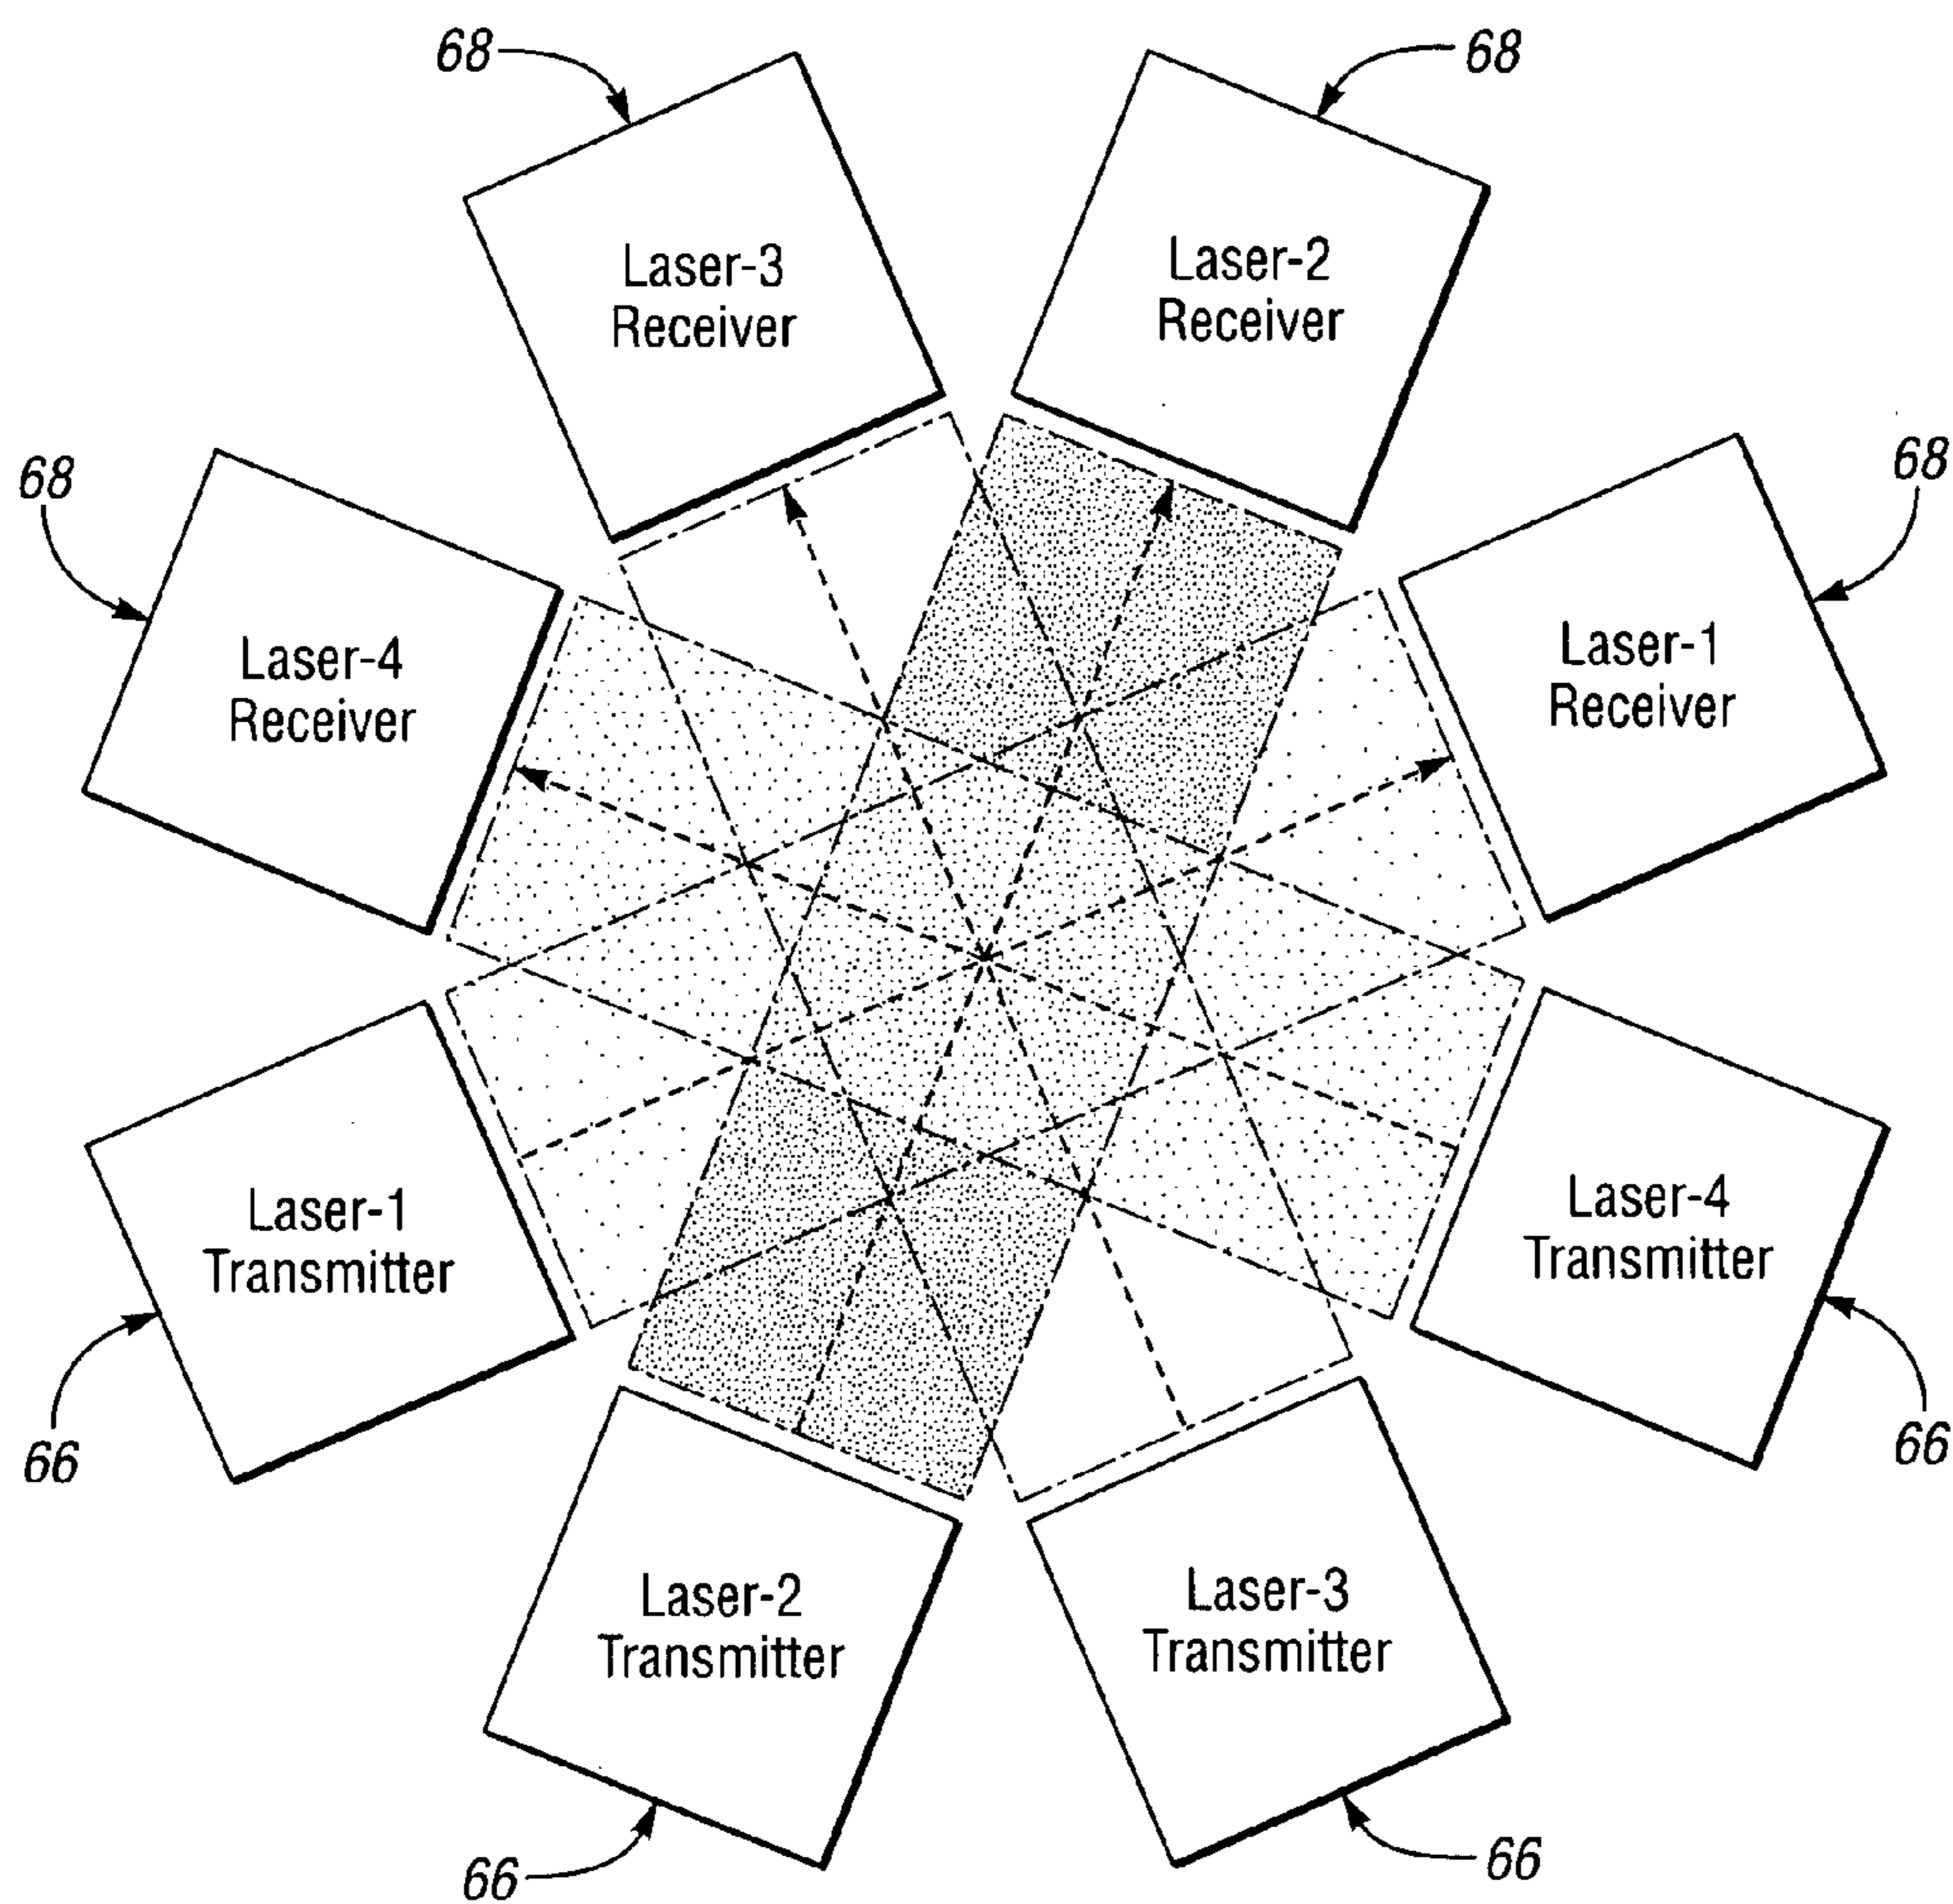 68
68
Laser-3
Receiver
Laser-2
Receiver
68
68
Laser-4
Receiver
Laser-1
Receiver
Laser-1
Transmitter
Laser-4
Transmitter
66
66
Laser-2
Transmitter
Laser-3
Transmitter
66
66